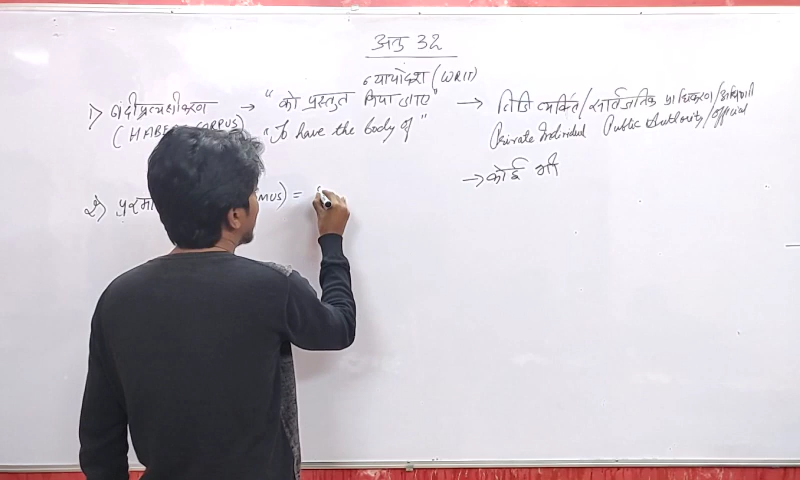 अनु 32
न्यायादेश (WRIT)
1) बंदीप्रत्यक्षीकरण → "को प्रस्तुत किया जाए" → निजी व्यक्ति/सार्वजनिक प्राधिकरण/अधिकारी
(HABE CORPUS) "To have the body of" Private Individual Public Authority/official
→ कोई भी
2) परमा MUS) =